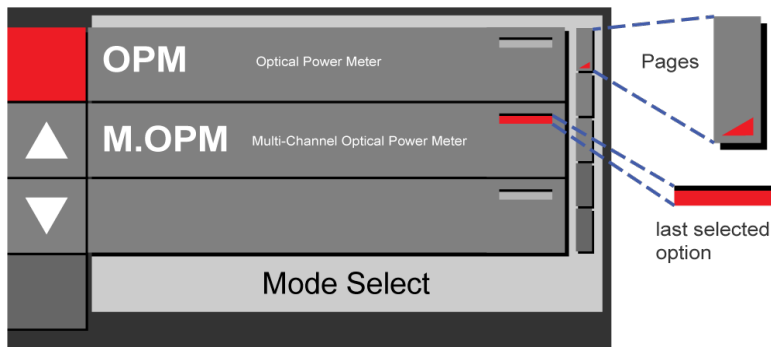 OPM Optical Power Meter
Pages
M.OPM Multi-Channel Optical Power Meter
last selected
option
Mode Select